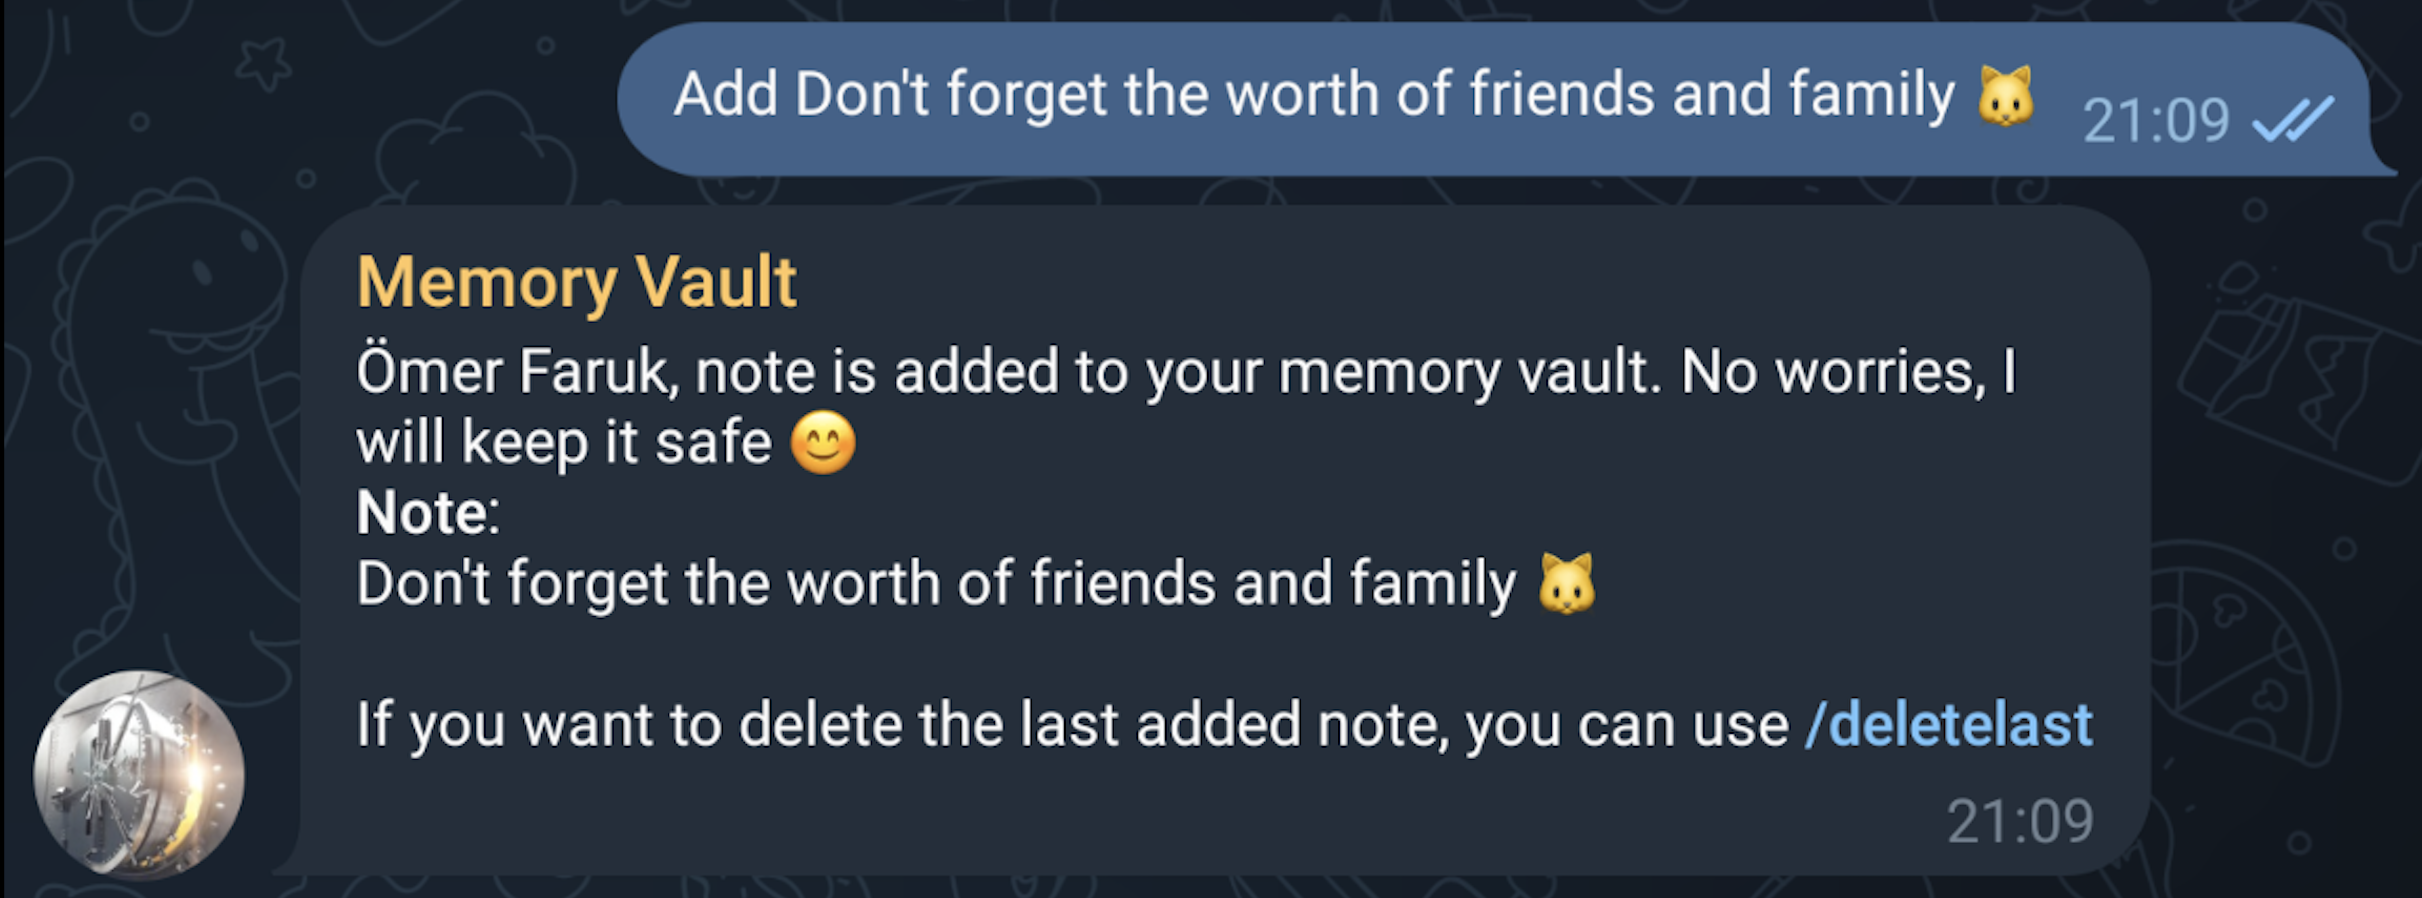 Add Don't forget the worth of friends and family 🐱 21:09
Memory Vault
Ömer Faruk, note is added to your memory vault. No worries, I
will keep it safe 😊
Note:
Don't forget the worth of friends and family 🐱
If you want to delete the last added note, you can use /deletelast
21:09